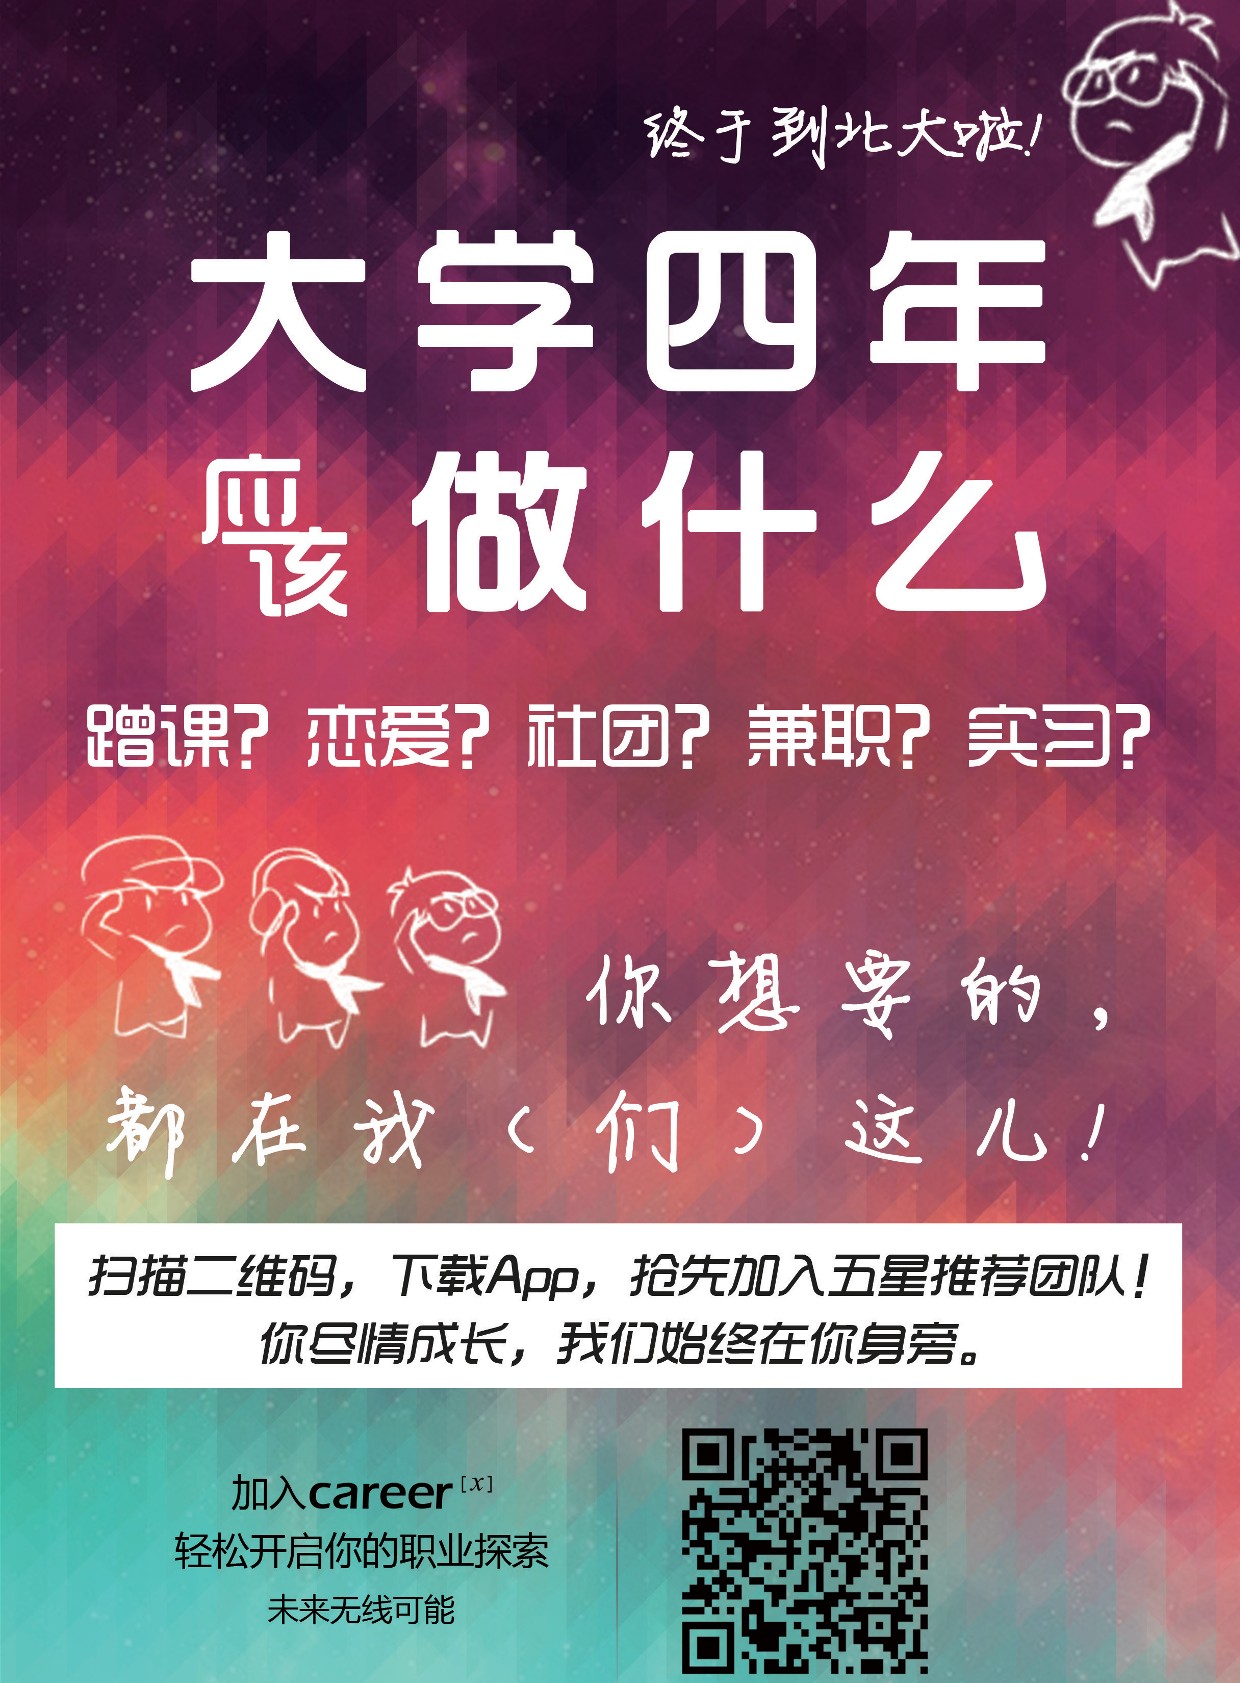 终于到北大啦!
大学四年
应该做什么
蹭课? 恋爱? 社团? 兼职? 实习?
你想要的,
都在我(们)这儿!
扫描二维码,下载App,抢先加入五星推荐团队!
你尽情成长,我们始终在你身旁。
加入career[x]
轻松开启你的职业探索
未来无线可能